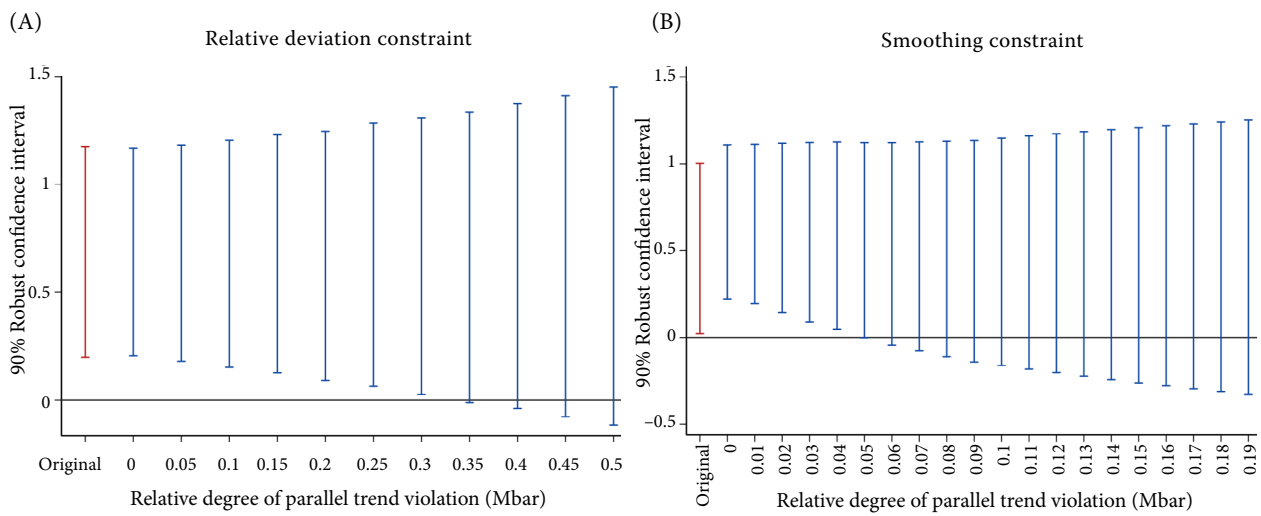 (A)
Relative deviation constraint
90% Robust confidence interval
1.5
1
0.5
0
Original 0 0.05 0.1 0.15 0.2 0.25 0.3 0.35 0.4 0.45 0.5
Relative degree of parallel trend violation (Mbar)
(B)
Smoothing constraint
90% Robust confidence interval
1.5
1
0.5
0
−0.5
Original 0 0.01 0.02 0.03 0.04 0.05 0.06 0.07 0.08 0.09 0.1 0.11 0.12 0.13 0.14 0.15 0.16 0.17 0.18 0.19
Relative degree of parallel trend violation (Mbar)